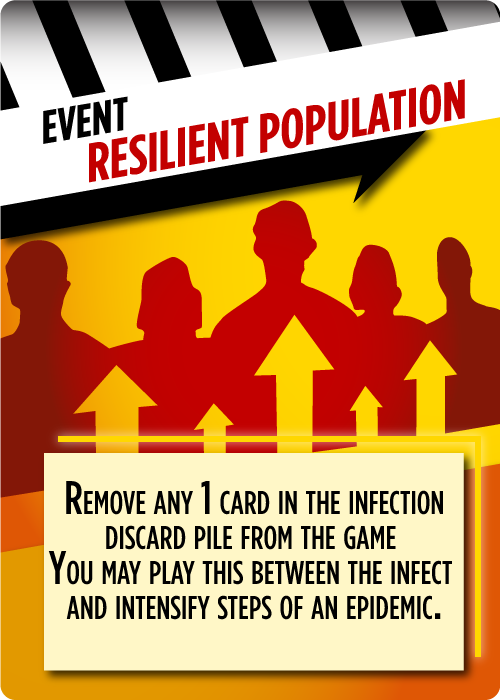 EVENT
RESILIENT POPULATION
REMOVE ANY 1 CARD IN THE INFECTION
DISCARD PILE FROM THE GAME
YOU MAY PLAY THIS BETWEEN THE INFECT
AND INTENSIFY STEPS OF AN EPIDEMIC.